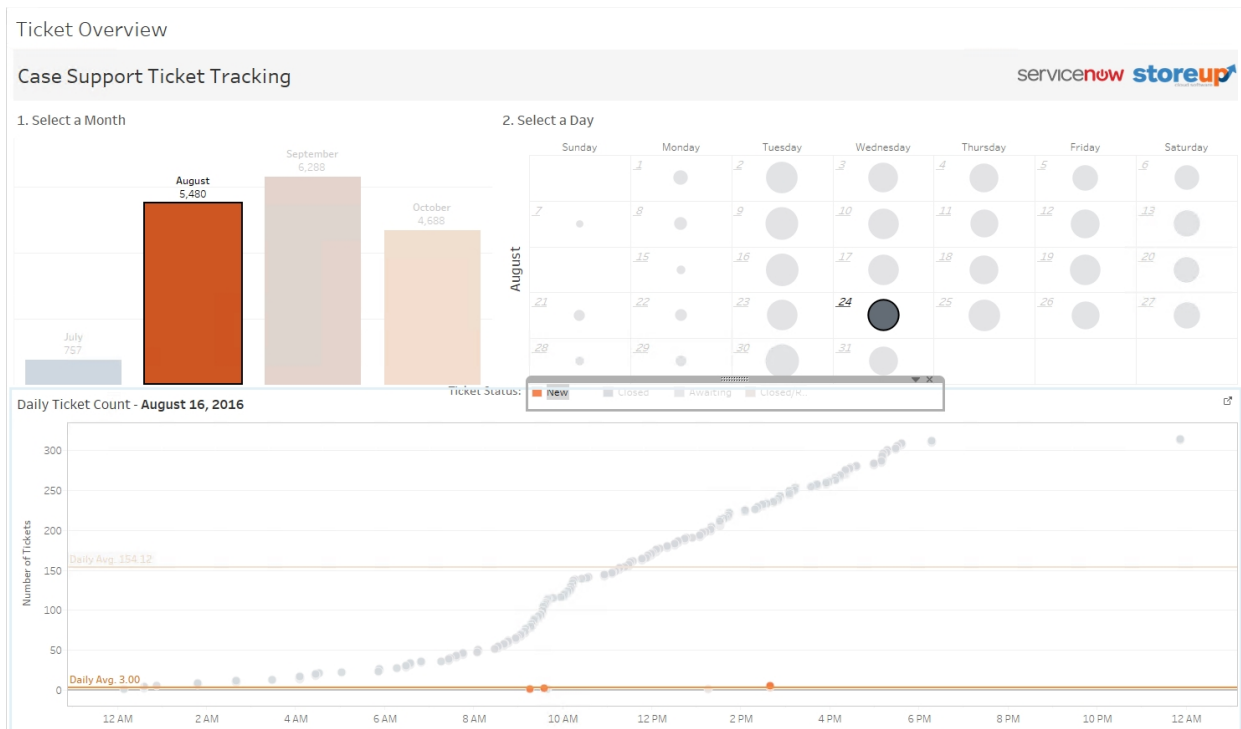 Ticket Overview
Case Support Ticket Tracking
servicenow storeup
1. Select a Month
2. Select a Day
Sunday Monday Tuesday Wednesday Thursday Friday Saturday
September
6,288
August
5,480
October
4,688
July
757
August
1 2 3 4 5 6
7 8 9 10 11 12 13
15 16 17 18 19 20
21 22 23 24 25 26 27
28 29 30 31
Ticket Status: New Closed Awaiting Closed/R...
Daily Ticket Count - August 16, 2016
Number of Tickets
300
250
200
Daily Avg. 154.12
150
100
50
Daily Avg. 3.00
0
12 AM 2 AM 4 AM 6 AM 8 AM 10 AM 12 PM 2 PM 4 PM 6 PM 8 PM 10 PM 12 AM